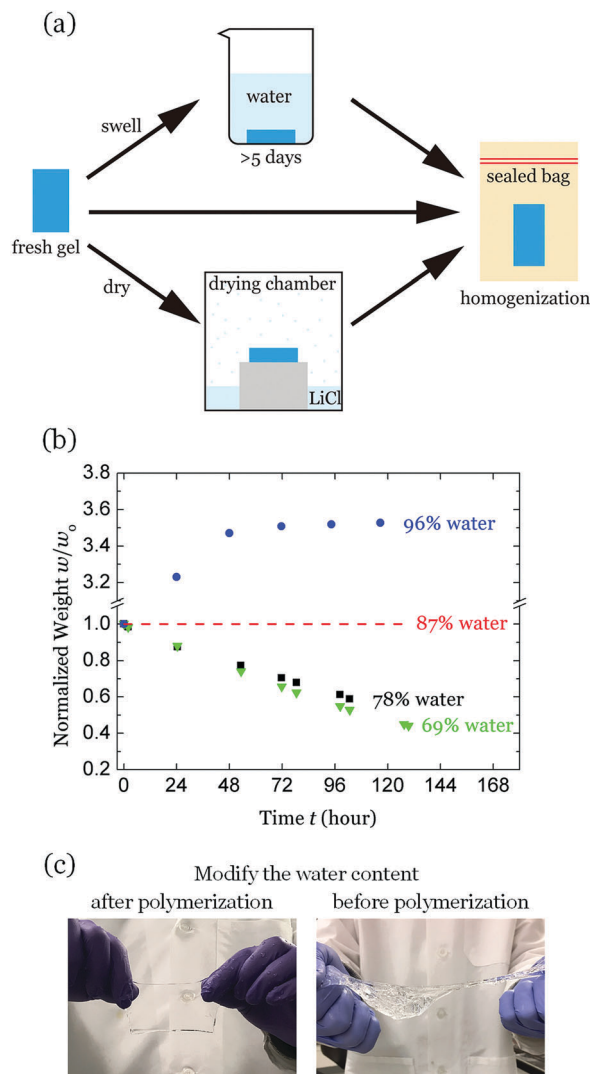 (a)
water
swell
>5 days
sealed bag
fresh gel
homogenization
dry
drying chamber
LiCl
(b)
Normalized Weight w/wₒ
3.8
3.6
3.4
3.2
1.0
0.8
0.6
0.4
0.2
96% water
87% water
78% water
69% water
0 24 48 72 96 120 144 168
Time t (hour)
(c)
Modify the water content
after polymerization before polymerization